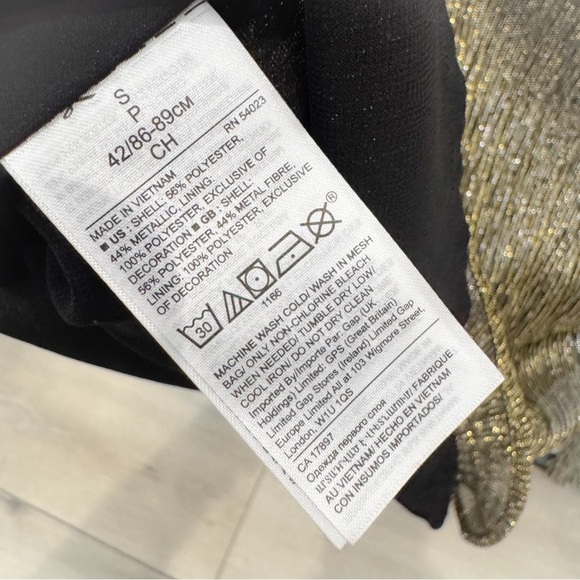 S
P
42/86-89CM
CH
MADE IN VIETNAM RN 54023
■ US : SHELL: 56% POLYESTER,
44% METALLIC, LINING:
100% POLYESTER, EXCLUSIVE OF
DECORATION ■ GB : SHELL:
56% POLYESTER, 44% METAL FIBRE,
LINING: 100% POLYESTER, EXCLUSIVE
OF DECORATION
30 1166 ®
MACHINE WASH COLD/ WASH IN MESH
BAG/ ONLY NON-CHLORINE BLEACH
WHEN NEEDED/ TUMBLE DRY LOW/
COOL IRON/ DO NOT DRY CLEAN
Imported By/Importe Par: Gap (UK
Holdings) Limited: GPS (Great Britain)
Limited Gap Stores (Ireland) Limited Gap
Europe Limited All at 103 Wigmore Street,
London, W1U 1QS
CA 17897
Одежда первого слоя
FABRIQUE
AU VIETNAM/ HECHO EN VIETNAM
CON INSUMOS IMPORTADOS/